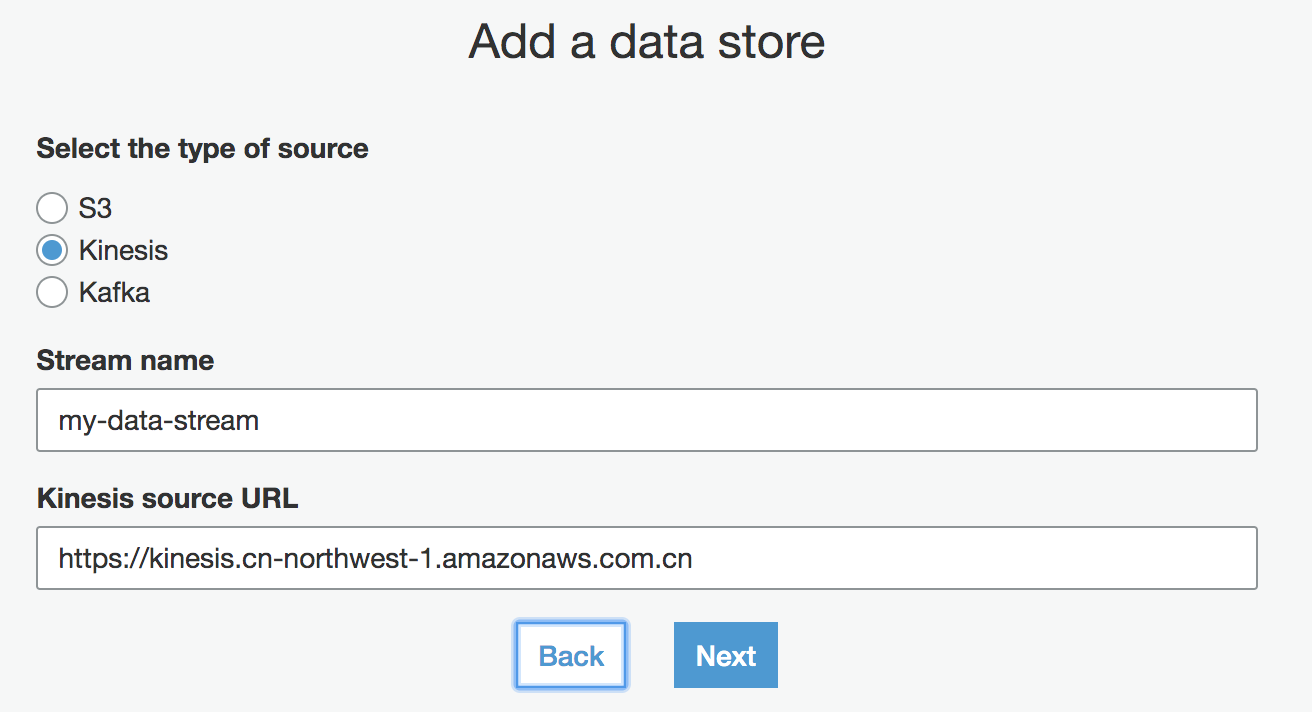 Add a data store
Select the type of source
S3
Kinesis
Kafka
Stream name
my-data-stream
Kinesis source URL
https://kinesis.cn-northwest-1.amazonaws.com.cn
Back
Next